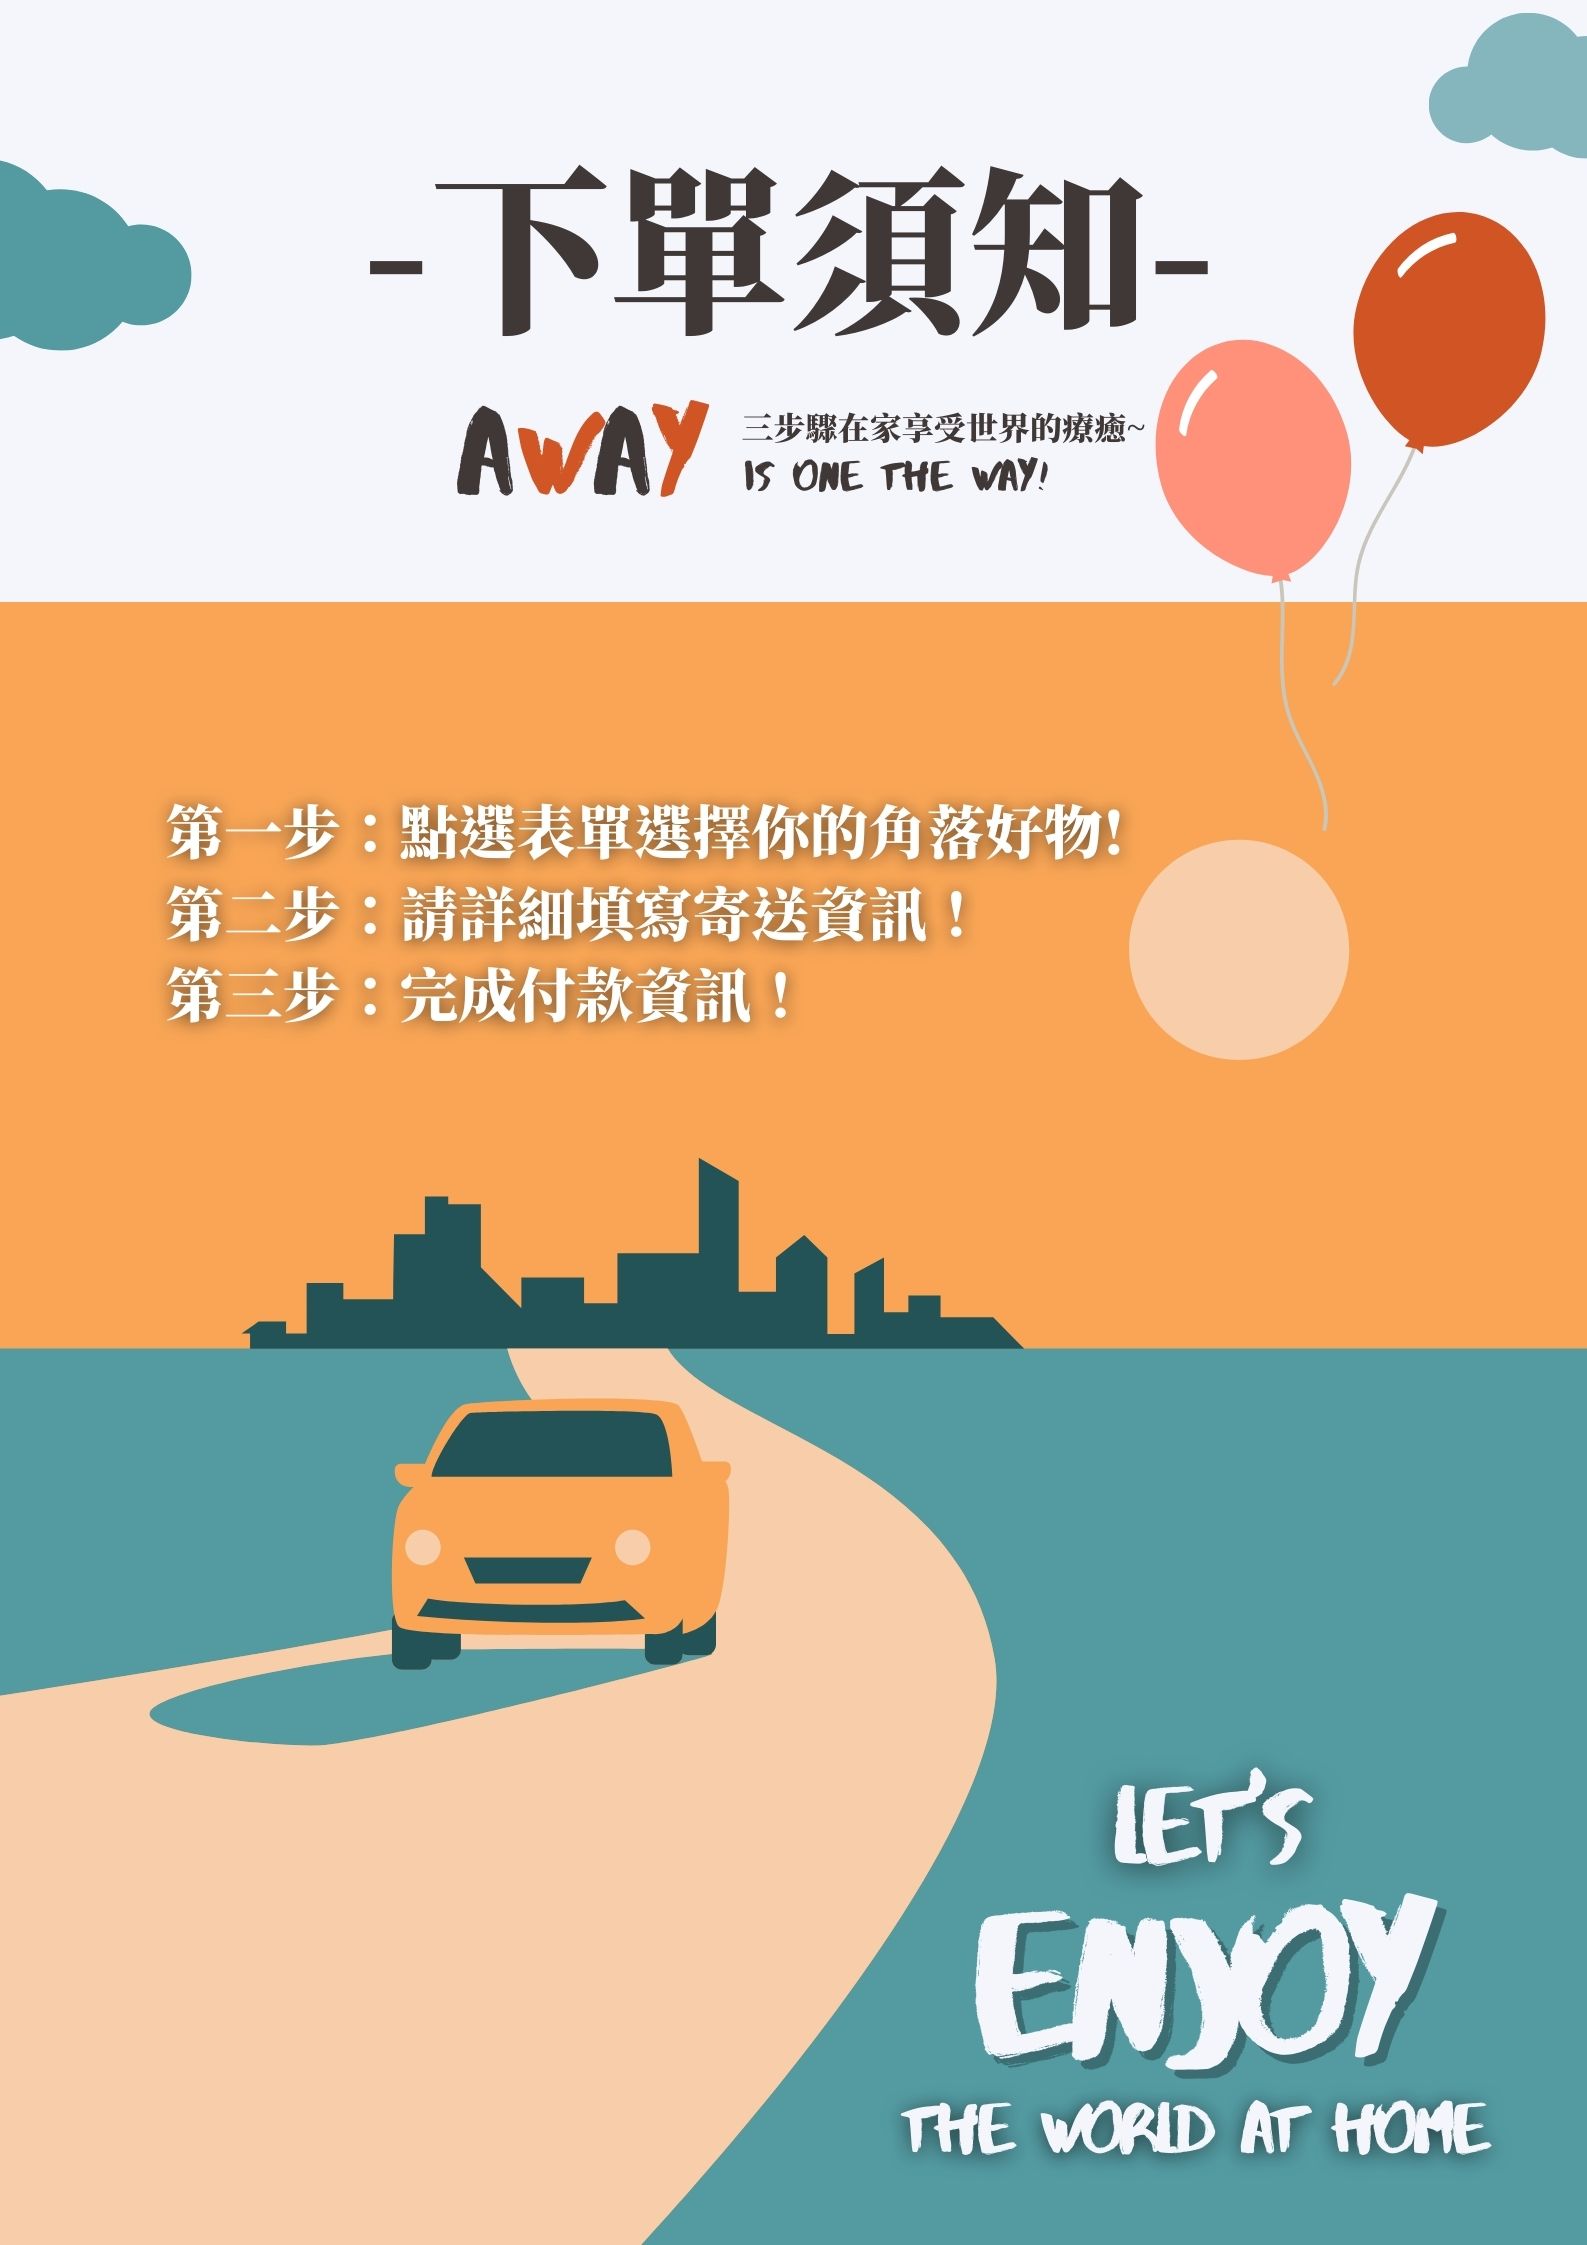 -下單須知-
AWAY
三步驟在家享受世界的療癒~
IS ONE THE WAY!
第一步：點選表單選擇你的角落好物!
第二步：請詳細填寫寄送資訊！
第三步：完成付款資訊！
LET'S
ENJOY
THE WORLD AT HOME